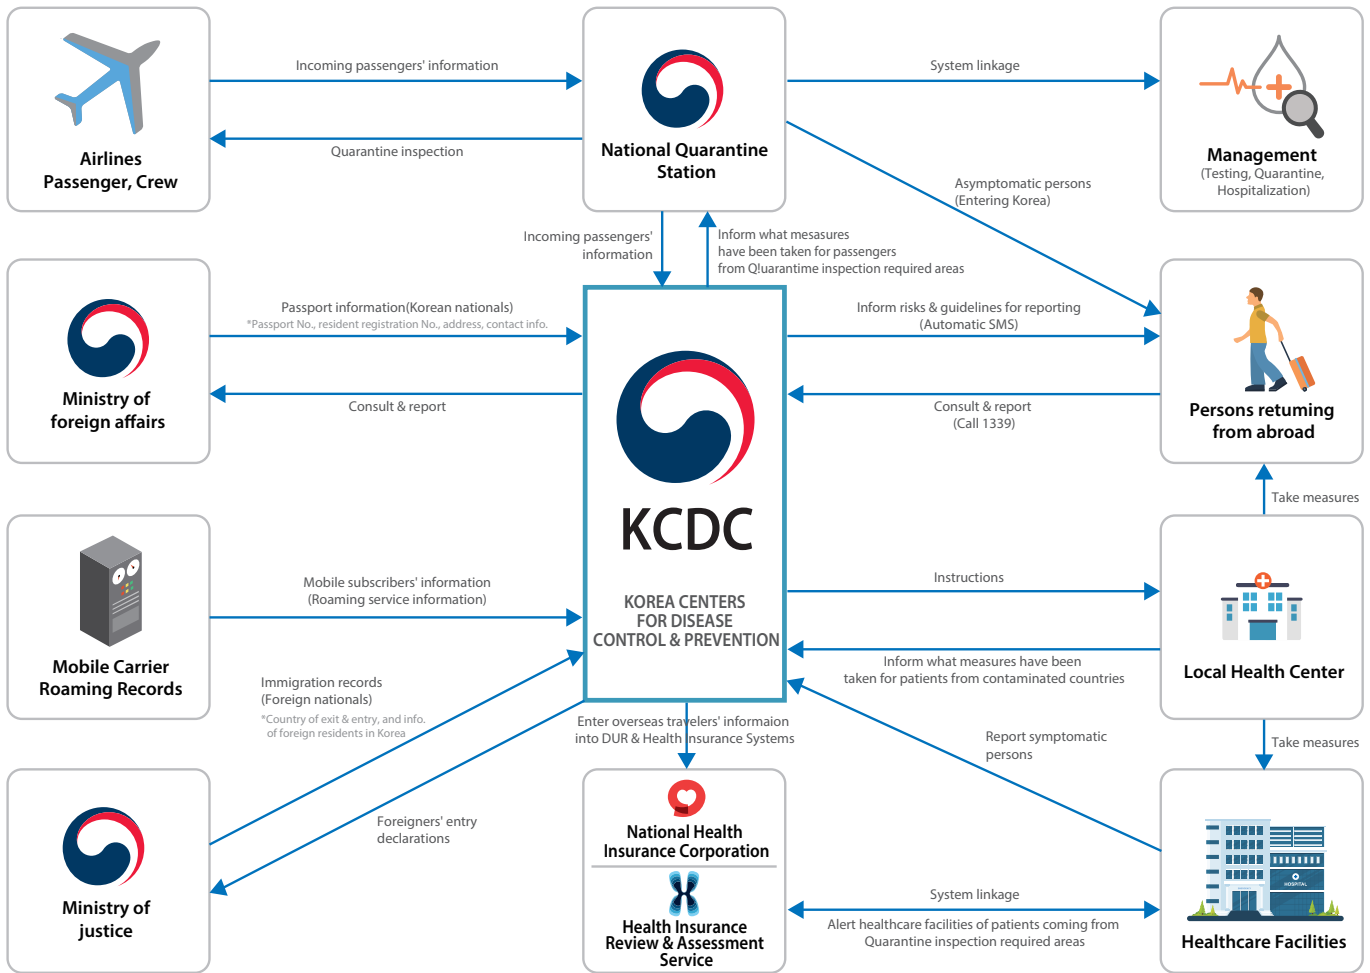 Incoming passengers' information
Quarantine inspection
Airlines
Passenger, Crew
National Quarantine
Station
System linkage
Management
(Testing, Quarantine,
Hospitalization)
Asymptomatic persons
(Entering Korea)
Incoming passengers'
information
Inform what mesasures
have been taken for passengers
from Q!uarantime inspection required areas
Passport information(Korean nationals)
*Passport No., resident registration No., address, contact info.
Consult & report
Ministry of
foreign affairs
Inform risks & guidelines for reporting
(Automatic SMS)
Consult & report
(Call 1339)
Persons retuming
from abroad
Take measures
KCDC
KOREA CENTERS
FOR DISEASE
CONTROL & PREVENTION
Mobile subscribers' information
(Roaming service information)
Mobile Carrier
Roaming Records
Instructions
Inform what measures have been
taken for patients from contaminated countries
Local Health Center
Immigration records
(Foreign nationals)
*Country of exit & entry, and info.
of foreign residents in Korea
Enter overseas travelers' informaion
into DUR & Health Insurance Systems
Report symptomatic
persons
Take measures
Foreigners' entry
declarations
Ministry of
justice
National Health
Insurance Corporation
Health Insurance
Review & Assessment
Service
System linkage
Alert healthcare facilities of patients coming from
Quarantine inspection required areas
HOSPITAL
Healthcare Facilities